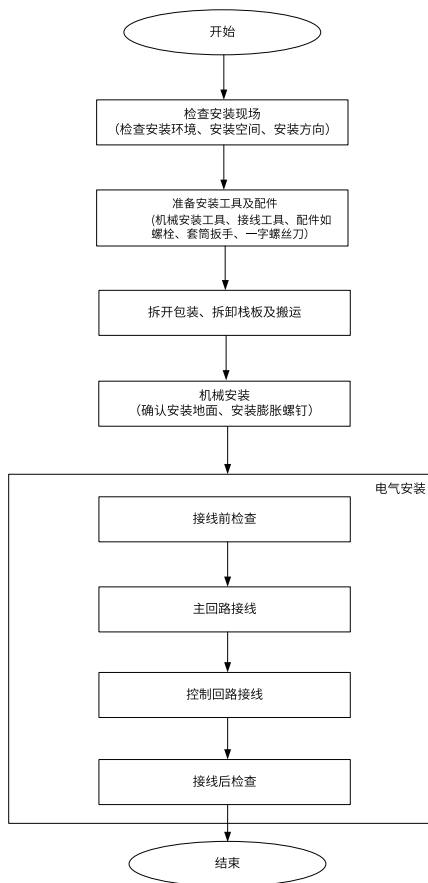 开始
检查安装现场
（检查安装环境、安装空间、安装方向）
准备安装工具及配件
（机械安装工具、接线工具、配件如
螺栓、套筒扳手、一字螺丝刀）
拆开包装、拆卸栈板及搬运
机械安装
（确认安装地面、安装膨胀螺钉）
电气安装
接线前检查
主回路接线
控制回路接线
接线后检查
结束